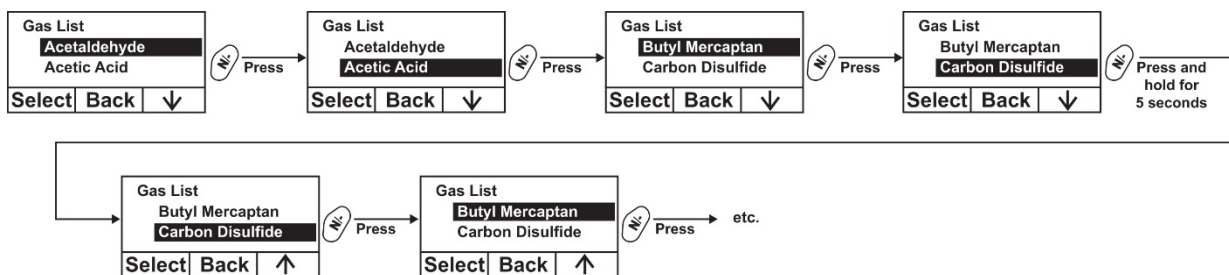 Gas List
Acetaldehyde
Acetic Acid
Select Back ↓
N/-
Press
Gas List
Acetaldehyde
Acetic Acid
Select Back ↓
N/-
Press
Gas List
Butyl Mercaptan
Carbon Disulfide
Select Back ↓
N/-
Press
Gas List
Butyl Mercaptan
Carbon Disulfide
Select Back ↓
N/-
Press and
hold for
5 seconds
Gas List
Butyl Mercaptan
Carbon Disulfide
Select Back ↑
N/-
Press
Gas List
Butyl Mercaptan
Carbon Disulfide
Select Back ↑
N/-
Press
etc.